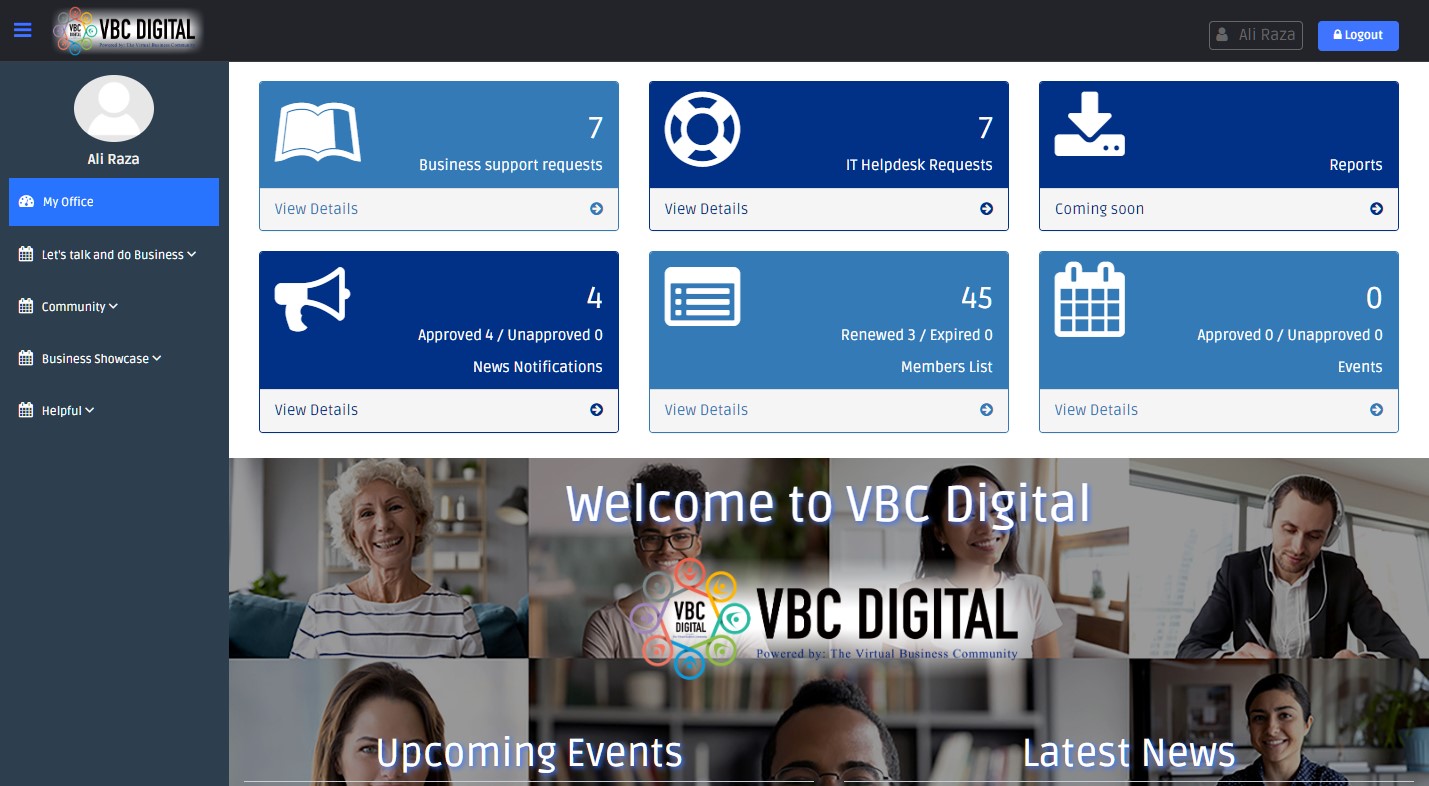 VBC DIGITAL
VBC DIGITAL
Powered by: The Virtual Business Community
Ali Raza
Logout
Ali Raza
My Office
Let's talk and do Business
Community
Business Showcase
Helpful
7
Business support requests
View Details
7
IT Helpdesk Requests
View Details
Reports
Coming soon
4
Approved 4 / Unapproved 0
News Notifications
View Details
45
Renewed 3 / Expired 0
Members List
View Details
0
Approved 0 / Unapproved 0
Events
View Details
Welcome to VBC Digital
VBC
DIGITAL
VBC DIGITAL
Powered by: The Virtual Business Community
Upcoming Events
Latest News